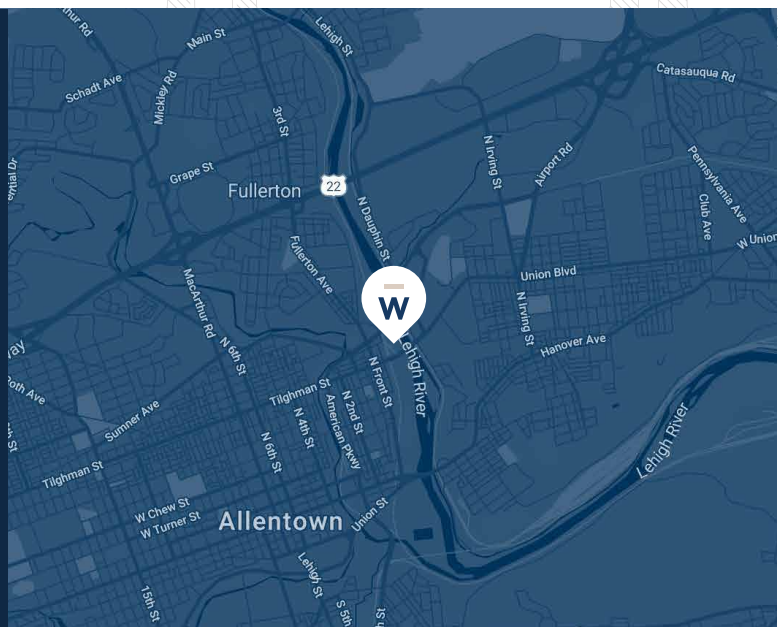 Lehigh St
Main St
Catasauqua Rd
Schadt Ave
Mickley Rd
3rd St
N Irving St
Airport Rd
Pennsylvania Ave
Grape St
Fullerton
22
Club Ave
N Dauphin St
W Union
Fullerton Ave
Union Blvd
MacArthur Rd
W
N Irving St
Lehigh River
Hanover Ave
N 6th St
N Front St
Tilghman St
N 2nd St
American Pkwy
N 4th St
Sumner Ave
Lehigh River
N 6th St
Tilghman St
W Chew St
W Turner St
Allentown
Union St
Lehigh St
15th St
S 5th